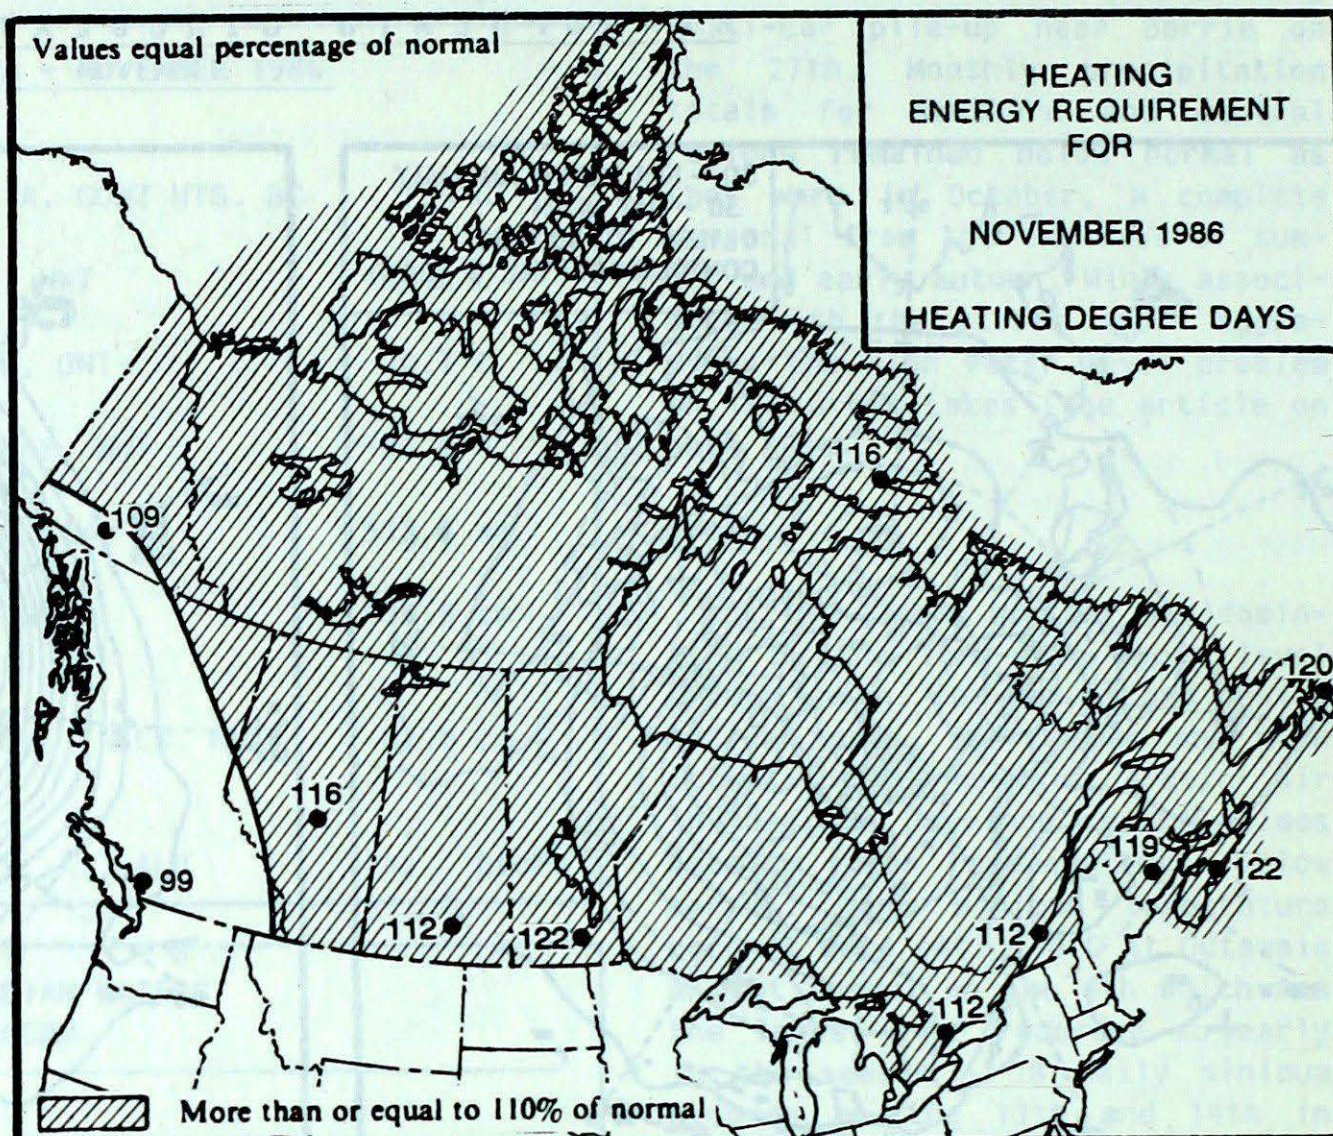 Values equal percentage of normal
HEATING
ENERGY REQUIREMENT
FOR
NOVEMBER 1986
HEATING DEGREE DAYS
116
109
120
116
99
119
122
112
122
112
112
More than or equal to 110% of normal